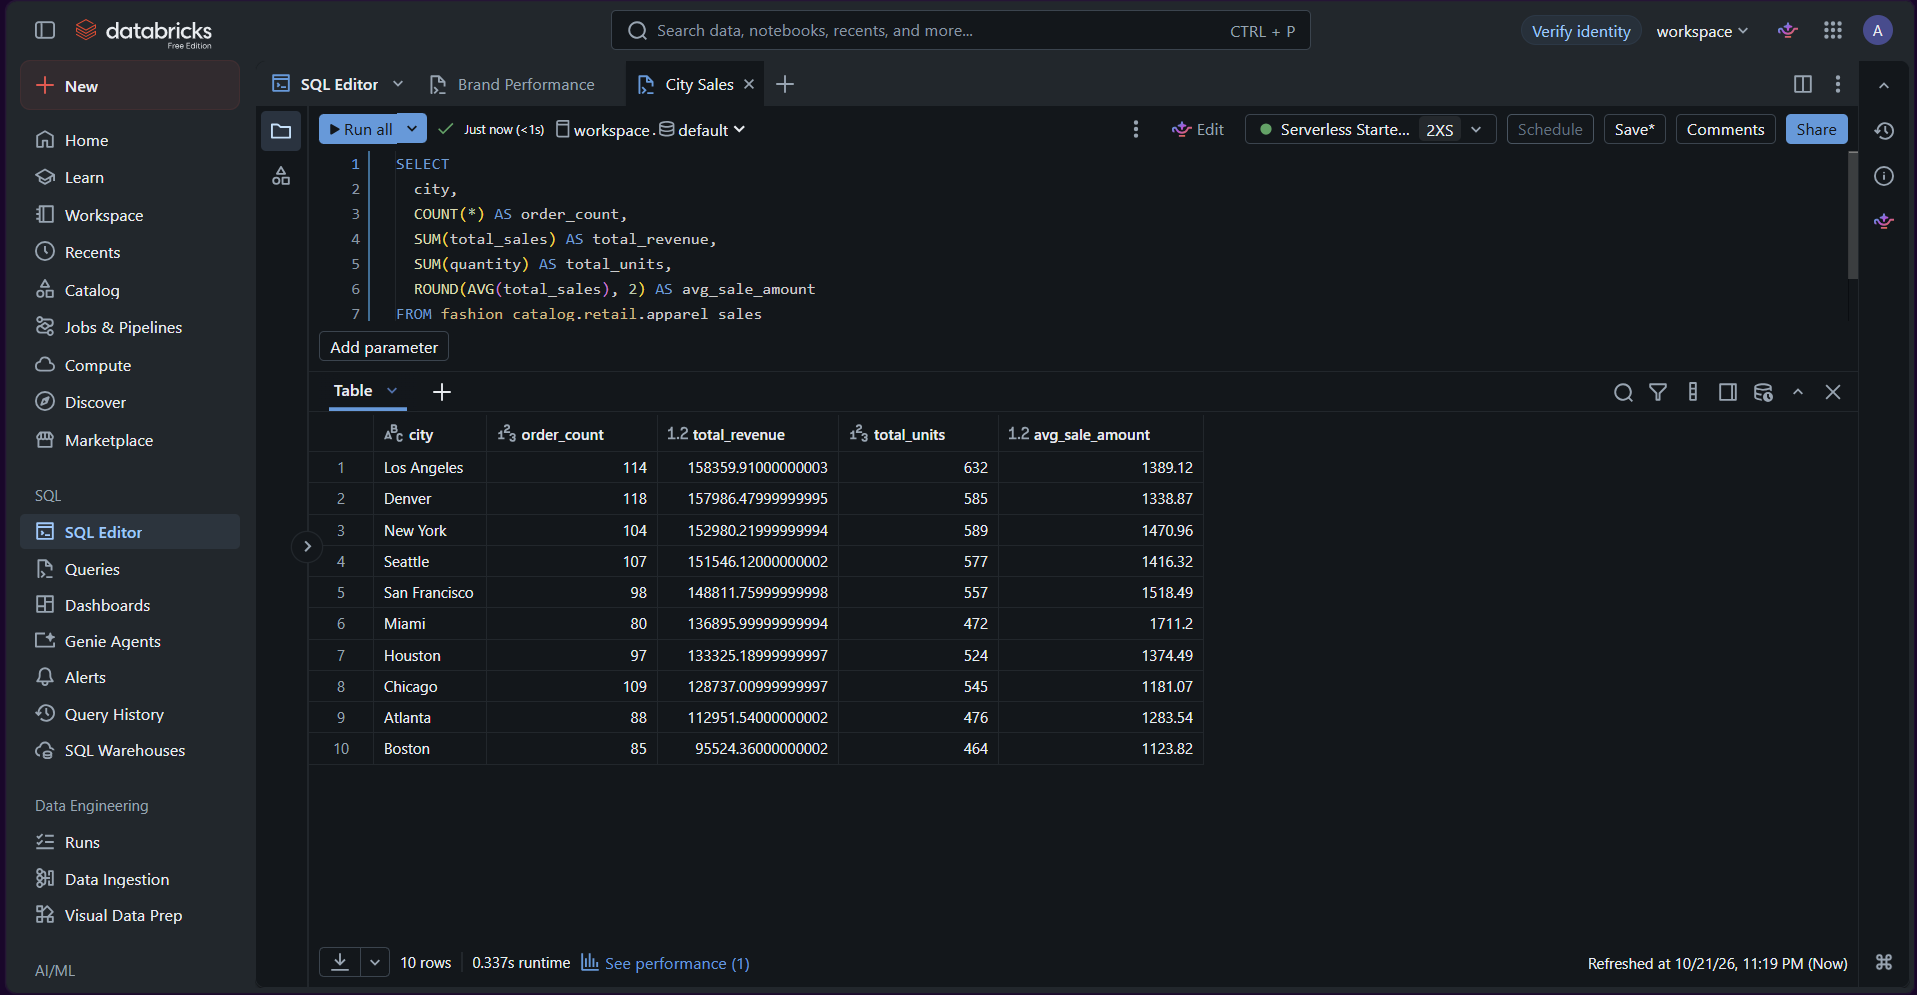 databricks
Free Edition
Search data, notebooks, recents, and more...
CTRL + P
Verify identity
workspace
A
New
Home
Learn
Workspace
Recents
Catalog
Jobs & Pipelines
Compute
Discover
Marketplace
SQL
SQL Editor
Queries
Dashboards
Genie Agents
Alerts
Query History
SQL Warehouses
Data Engineering
Runs
Data Ingestion
Visual Data Prep
AI/ML
SQL Editor
Brand Performance
City Sales
Run all
Just now (<1s)
workspace . default
Edit
Serverless Starte... 2XS
Schedule
Save*
Comments
Share
1 SELECT
2 city,
3 COUNT(*) AS order_count,
4 SUM(total_sales) AS total_revenue,
5 SUM(quantity) AS total_units,
6 ROUND(AVG(total_sales), 2) AS avg_sale_amount
7 FROM fashion_catalog.retail.apparel_sales
Add parameter
Table
ABC city 123 order_count 1.2 total_revenue 123 total_units 1.2 avg_sale_amount
1 Los Angeles 114 158359.91000000003 632 1389.12
2 Denver 118 157986.47999999995 585 1338.87
3 New York 104 152980.21999999994 589 1470.96
4 Seattle 107 151546.12000000002 577 1416.32
5 San Francisco 98 148811.75999999998 557 1518.49
6 Miami 80 136895.99999999994 472 1711.2
7 Houston 97 133325.18999999997 524 1374.49
8 Chicago 109 128737.00999999997 545 1181.07
9 Atlanta 88 112951.54000000002 476 1283.54
10 Boston 85 95524.36000000002 464 1123.82
10 rows
0.337s runtime
See performance (1)
Refreshed at 10/21/26, 11:19 PM (Now)